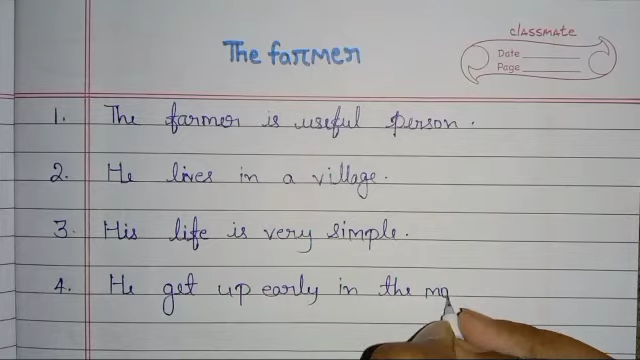 classmate
The farmer
Date
Page
1. The farmer is useful person.
2. He lives in a village.
3. His life is very simple.
4. He get up early in the mo